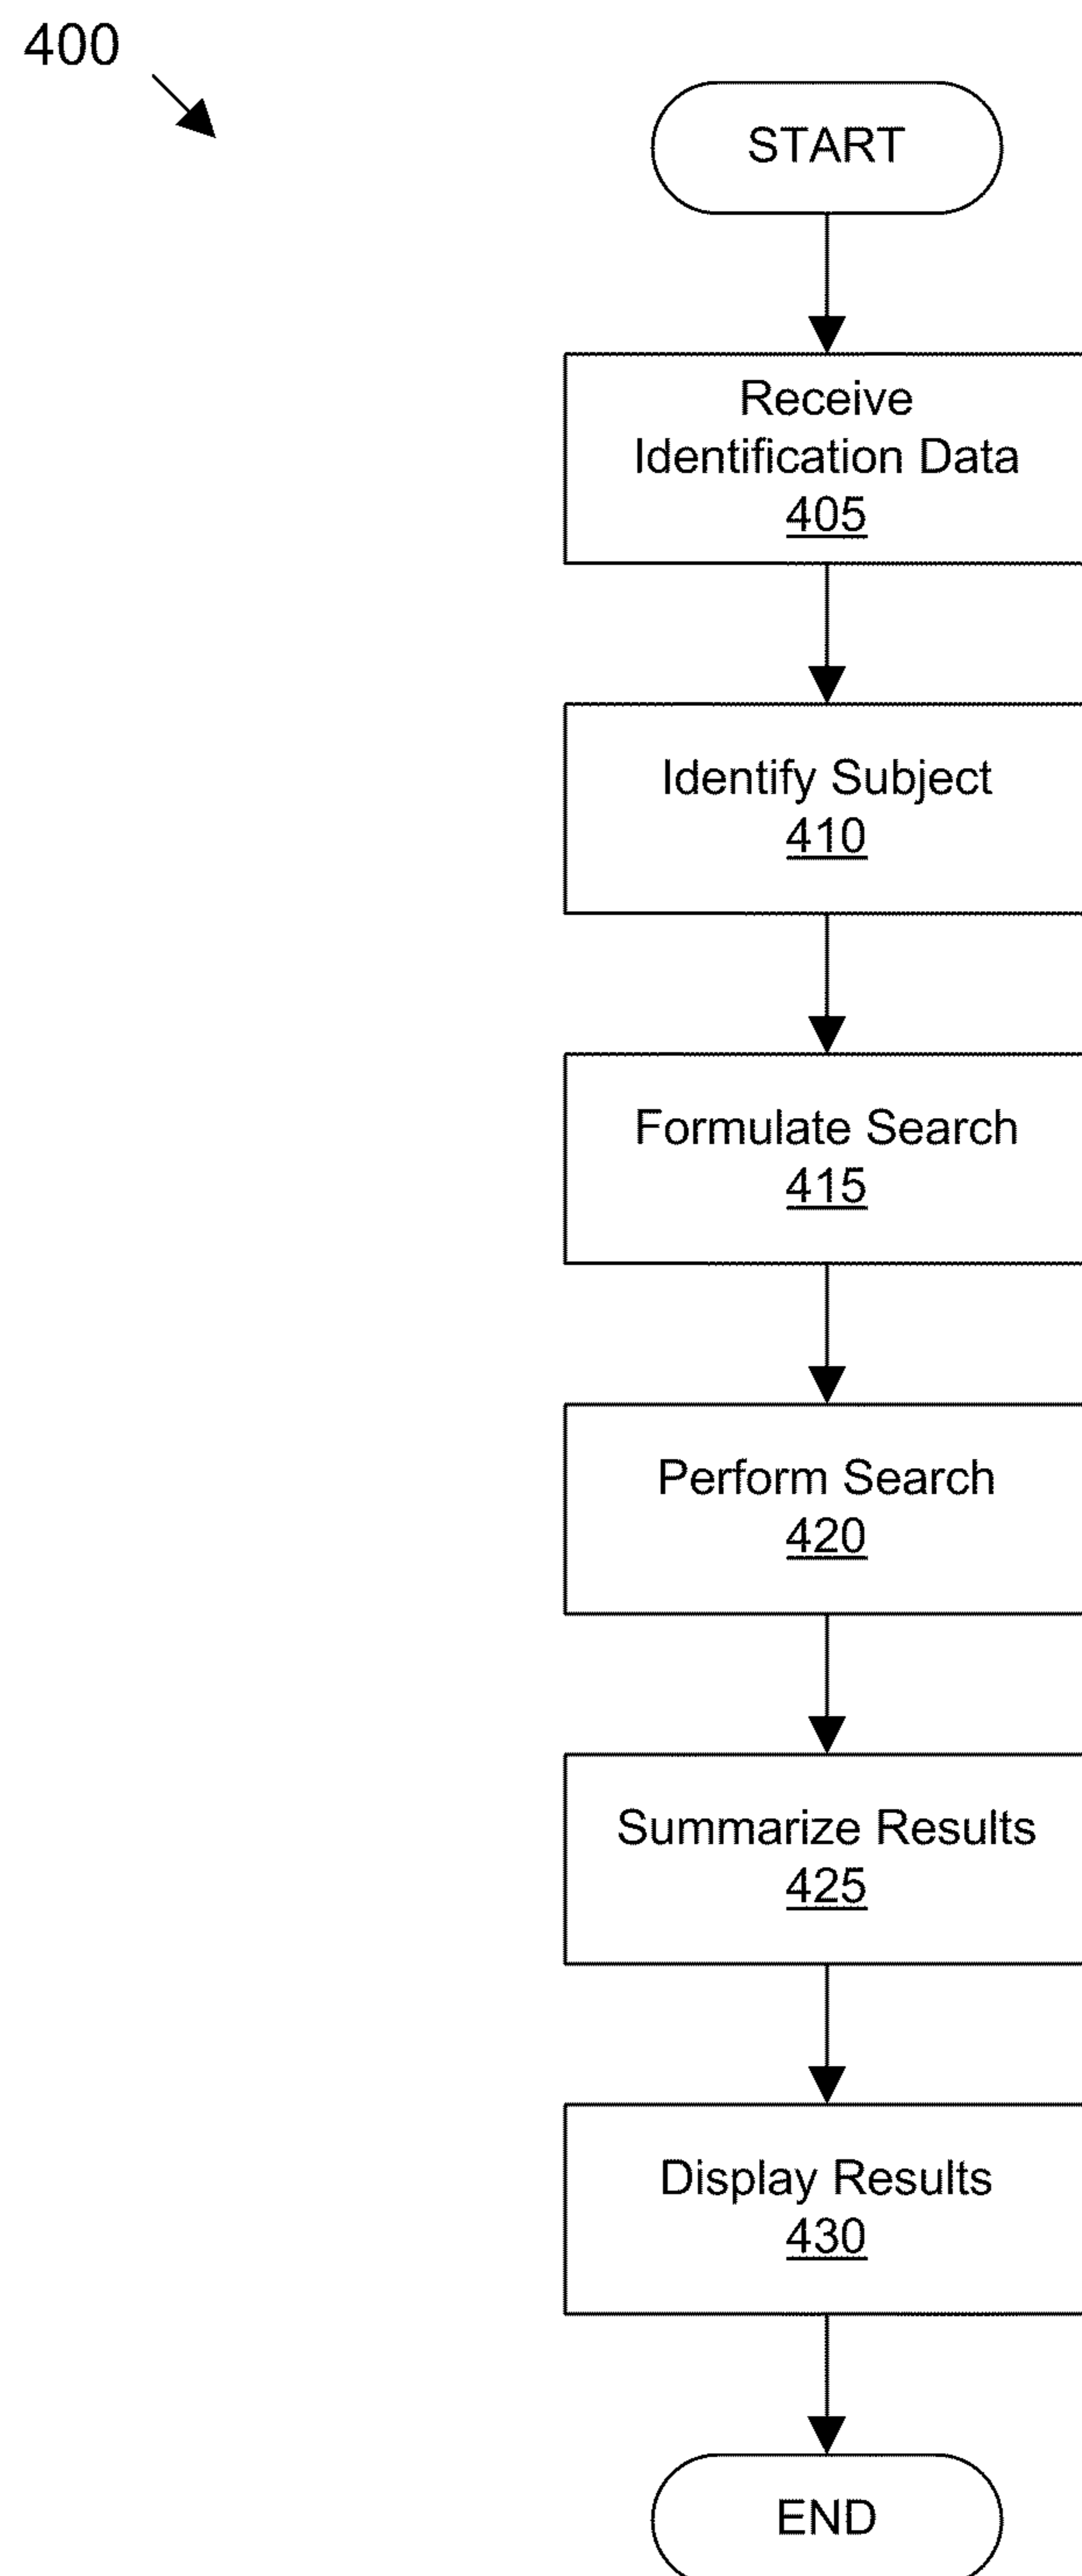 400
START
Receive
Identification Data
405
Identify Subject
410
Formulate Search
415
Perform Search
420
Summarize Results
425
Display Results
430
END